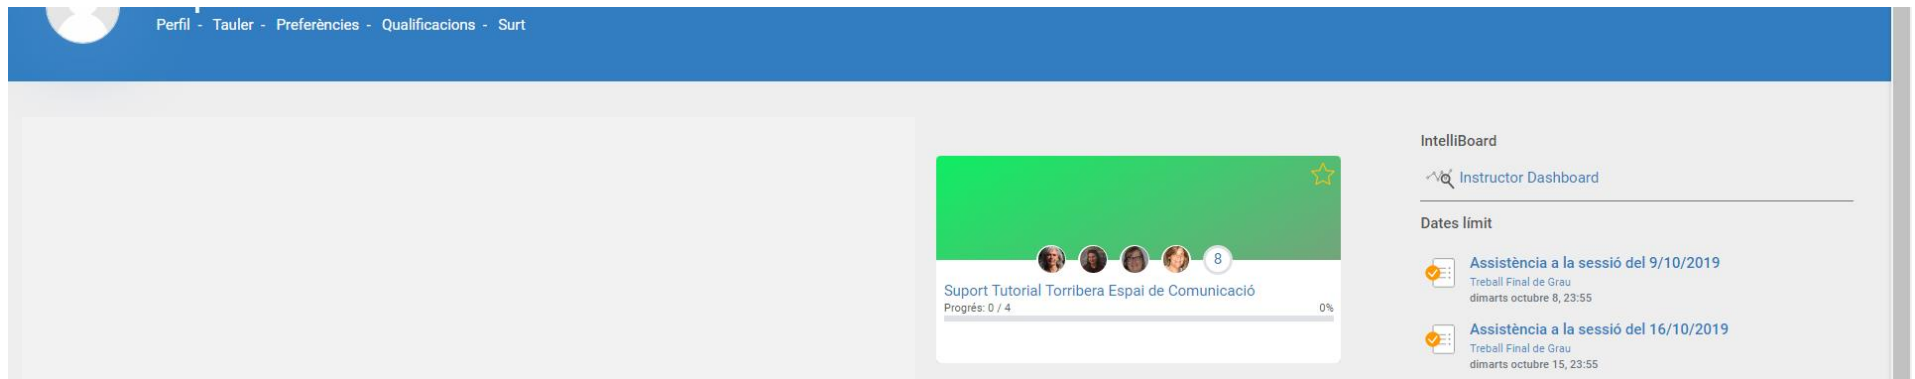 Perfil - Tauler - Preferències - Qualificacions - Surt
8
Suport Tutorial Torribera Espai de Comunicació
Progrés: 0 / 4 0%
IntelliBoard
Instructor Dashboard
Dates límit
Assistència a la sessió del 9/10/2019
Treball Final de Grau
dimarts octubre 8, 23:55
Assistència a la sessió del 16/10/2019
Treball Final de Grau
dimarts octubre 15, 23:55